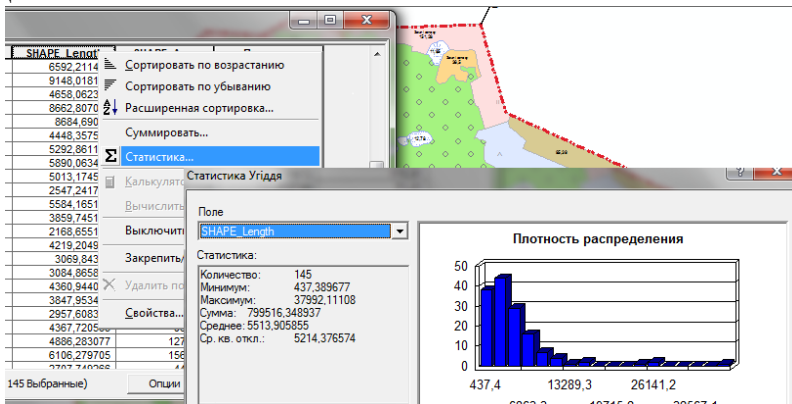 SHAPE_Lengt
6592,2114
9148,0181
4658,0623
8662,8070
8684,690
4448,3575
5292,8611
5890,0634
5013,1745
2547,2417
5584,1651
3859,7451
2168,6551
4219,2049
3069,843
3084,8658
4360,9440
3847,9534
2957,6083
4367,7205
4886,283077 127
6106,279705 156
145 Выбранные) Опции
Сортировать по возрастанию
Сортировать по убыванию
Расширенная сортировка...
Суммировать...
Статистика...
Калькулято
Вычислить
Выключить
Закрепить/
Удалить по
Свойства...
Статистика Угіддя
Поле
SHAPE_Length
Статистика:
Количество: 145
Минимум: 437,389677
Максимум: 37992,11108
Сумма: 799516,348937
Среднее: 5513,905855
Ср. кв. откл.: 5214,376574
Плотность распределения
50
40
30
20
10
0
437,4 13289,3 26141,2